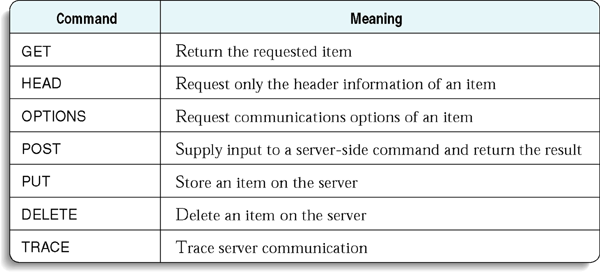 Command Meaning
GET Return the requested item
HEAD Request only the header information of an item
OPTIONS Request communications options of an item
POST Supply input to a server-side command and return the result
PUT Store an item on the server
DELETE Delete an item on the server
TRACE Trace server communication